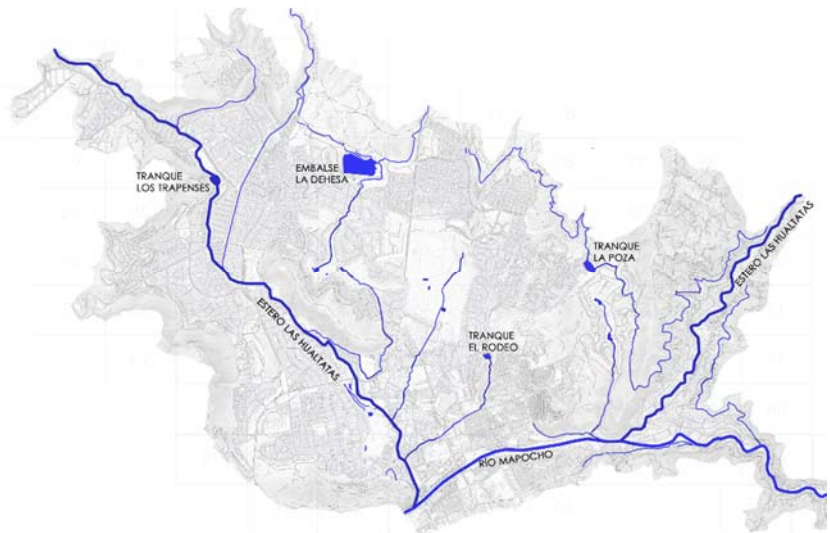 EMBALSE
LA DEHESA
TRANQUE
LOS TRAPENSES
TRANQUE
LA POZA
ESTERO LAS HUALTATAS
ESTERO LAS HUALTATAS
TRANQUE
EL RODEO
RÍO MAPOCHO